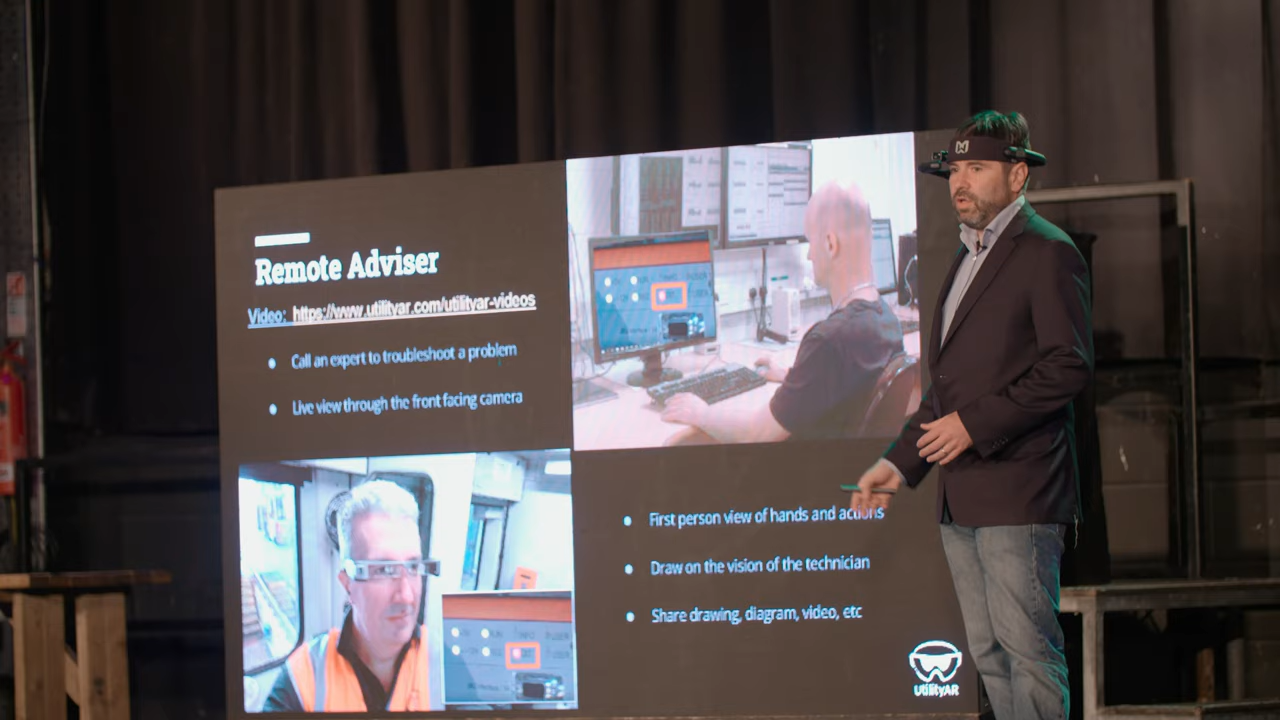 Remote Adviser
Video: https://www.utilityar.com/utilityar-videos
Call an expert to troubleshoot a problem
Live view through the front facing camera
First person view of hands and actions
Draw on the vision of the technician
Share drawing, diagram, video, etc
UtilityAR